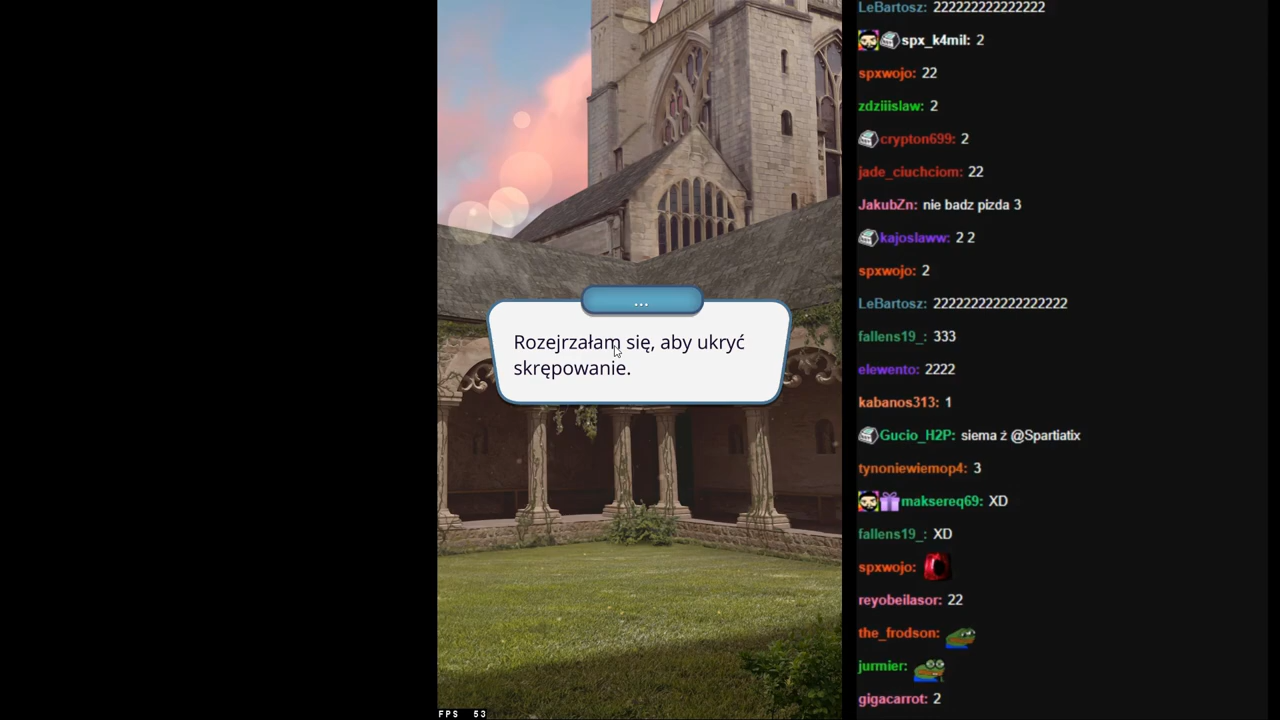 ...
Rozejrzałam się, aby ukryć
skrępowanie.
FPS 53
LeBartosz: 222222222222222
spx_k4mil: 2
spxwojo: 22
zdziiislaw: 2
crypton699: 2
jade_ciuchciom: 22
JakubZn: nie badz pizda 3
kajoslaww: 2 2
spxwojo: 2
LeBartosz: 222222222222222222
fallens19_: 333
elewento: 2222
kabanos313: 1
Gucio_H2P: siema ż @Spartiatix
tynoniewiemop4: 3
maksereq69: XD
fallens19_: XD
spxwojo:
reyobeilasor: 22
the_frodson:
jurmier:
gigacarrot: 2